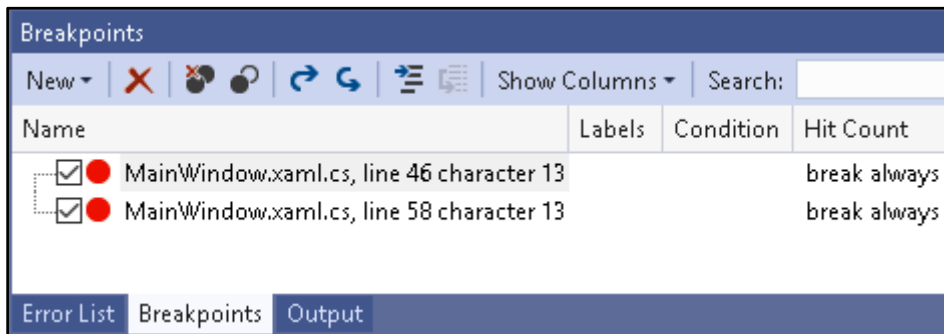 Breakpoints
New Show Columns Search:
Name Labels Condition Hit Count
MainWindow.xaml.cs, line 46 character 13 break always
MainWindow.xaml.cs, line 58 character 13 break always
Error List Breakpoints Output